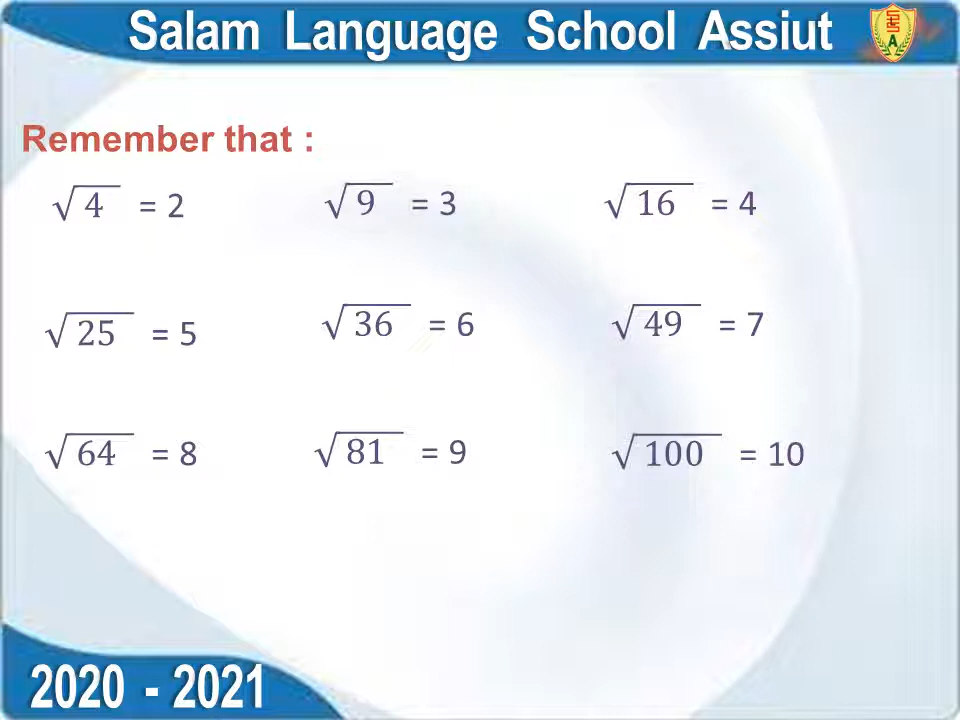 Salam Language School Assiut
Remember that :
√4 = 2 √9 = 3 √16 = 4
√25 = 5 √36 = 6 √49 = 7
√64 = 8 √81 = 9 √100 = 10
2020 - 2021